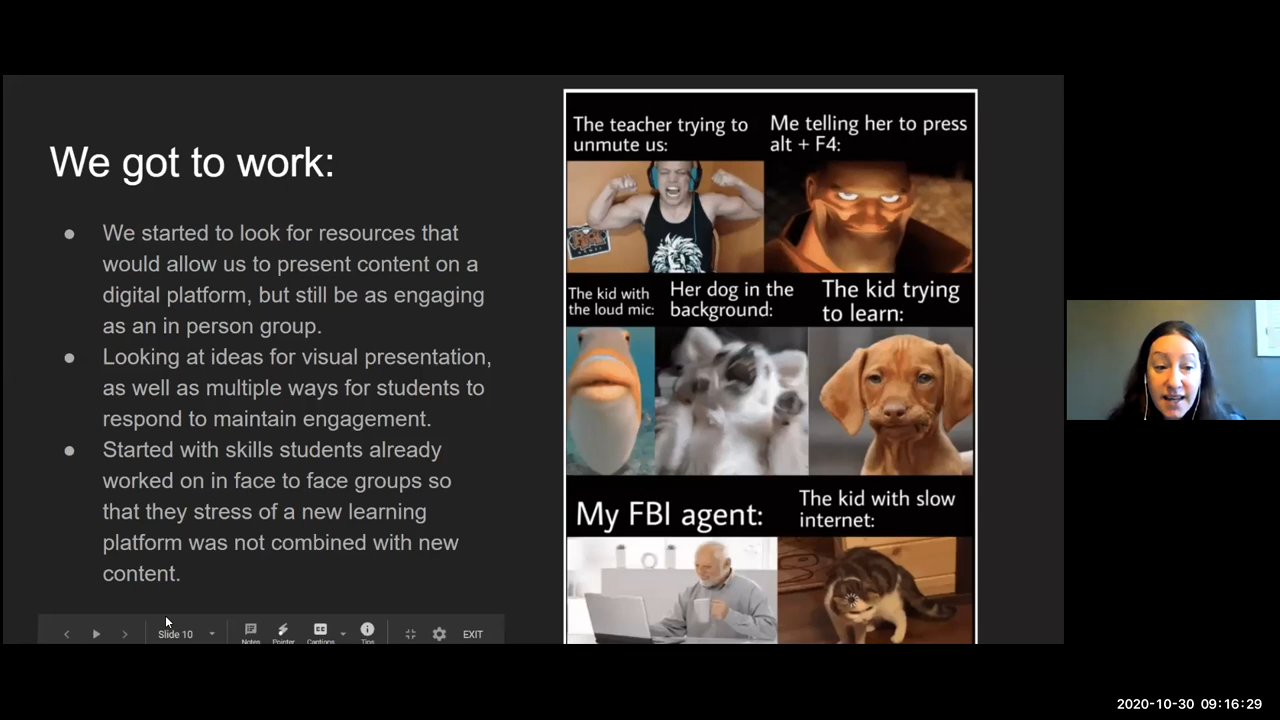 We got to work:
● We started to look for resources that
would allow us to present content on a
digital platform, but still be as engaging
as an in person group.
● Looking at ideas for visual presentation,
as well as multiple ways for students to
respond to maintain engagement.
● Started with skills students already
worked on in face to face groups so
that they stress of a new learning
platform was not combined with new
content.
The teacher trying to
unmute us:
Me telling her to press
alt + F4:
The kid with
the loud mic:
Her dog in the
background:
The kid trying
to learn:
My FBI agent:
The kid with slow
internet:
Slide 10
Notes
Pointer
Captions
Tips
EXIT
2020-10-30 09:16:29